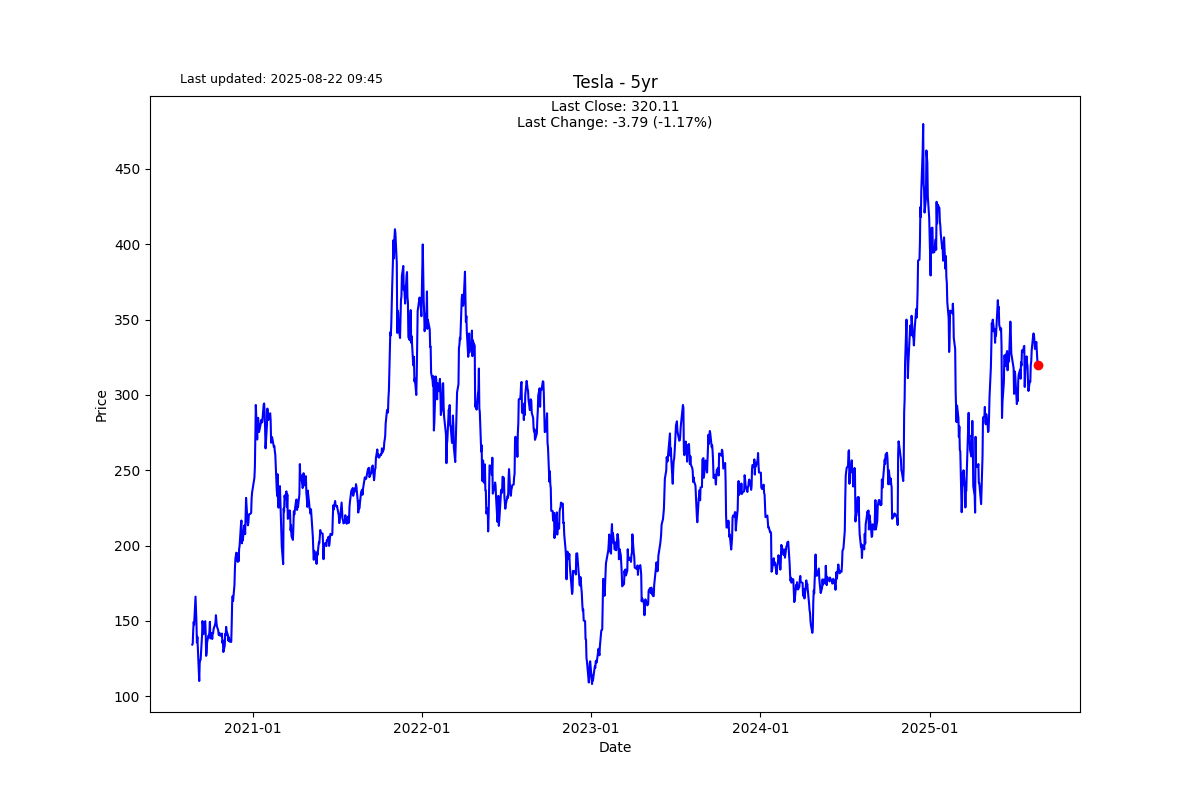 Last updated: 2025-08-22 09:45
Tesla - 5yr
Last Close: 320.11
Last Change: -3.79 (-1.17%)
450
400
350
300
250
200
150
100
Price
2021-01
2022-01
2023-01
2024-01
2025-01
Date